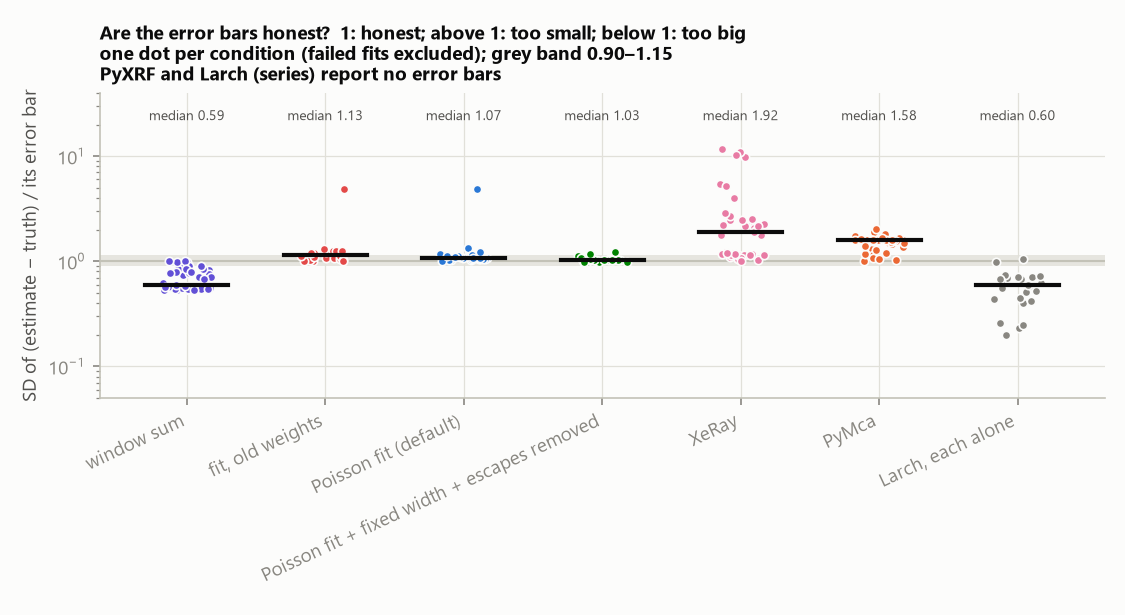 Are the error bars honest?  1: honest; above 1: too small; below 1: too big
one dot per condition (failed fits excluded); grey band 0.90–1.15
PyXRF and Larch (series) report no error bars
SD of (estimate − truth) / its error bar
median 0.59
median 1.13
median 1.07
median 1.03
median 1.92
median 1.58
median 0.60
10¹
10⁰
10⁻¹
window sum
fit, old weights
Poisson fit (default)
Poisson fit + fixed width + escapes removed
XeRay
PyMca
Larch, each alone